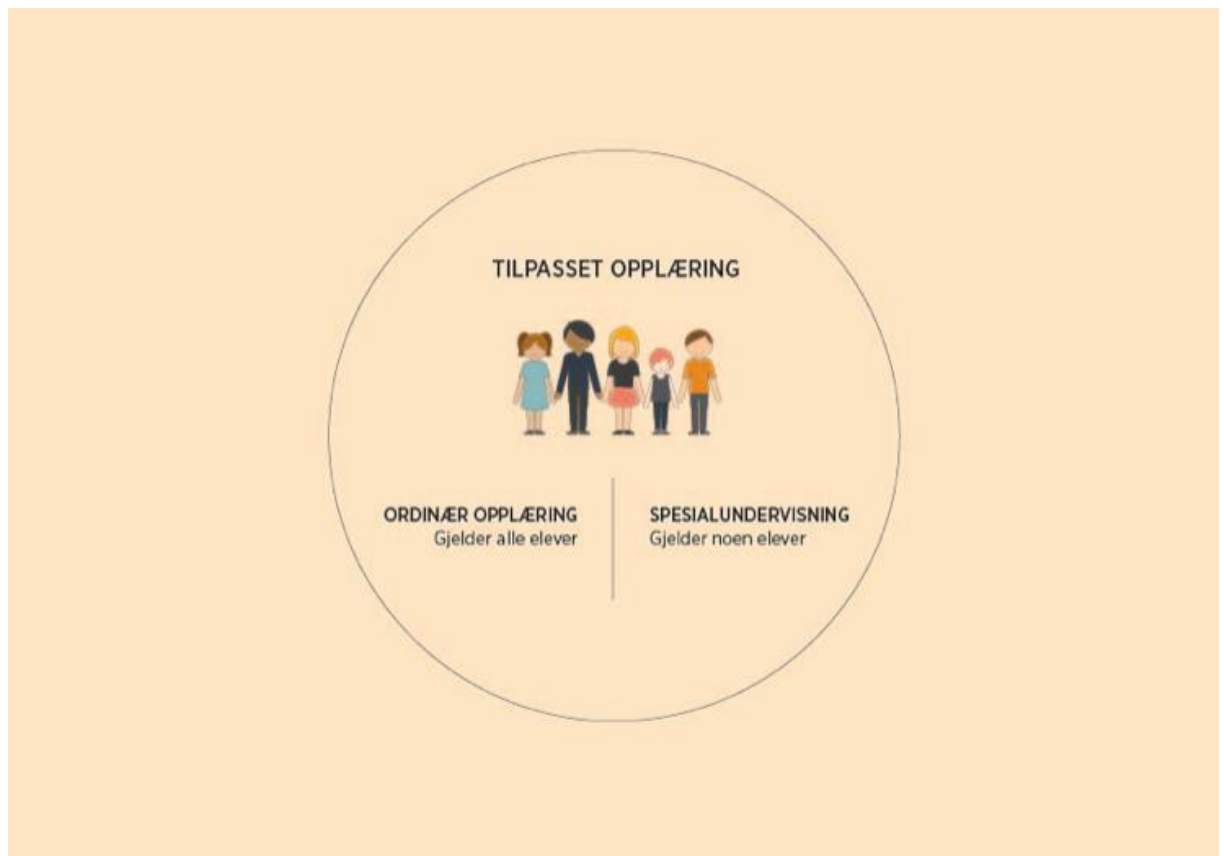 TILPASSET OPPLÆRING
ORDINÆR OPPLÆRING
Gjelder alle elever
SPESIALUNDERVISNING
Gjelder noen elever